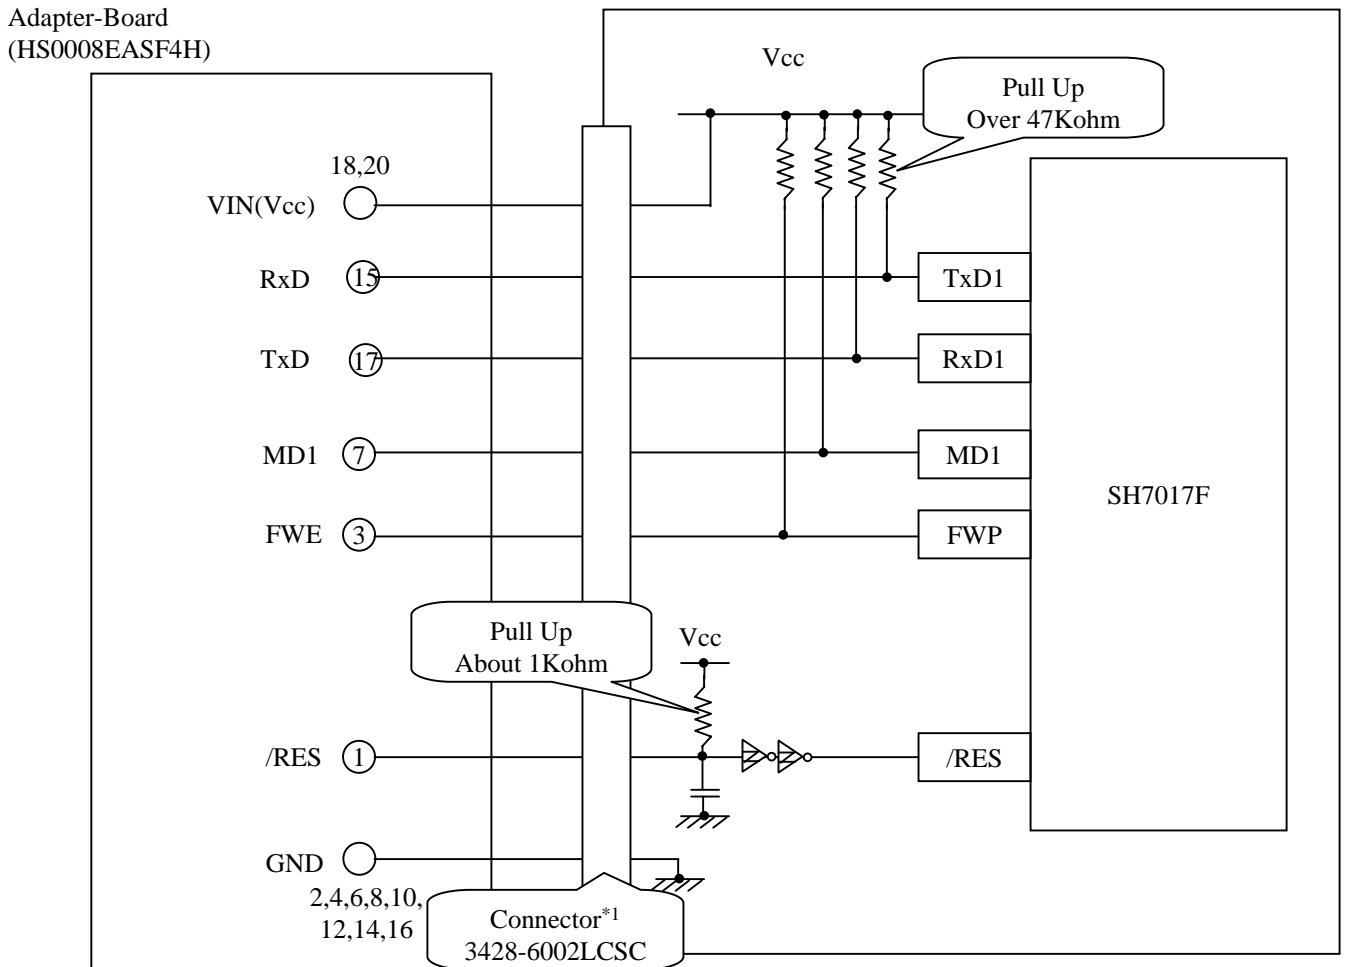 Adapter-Board
(HS0008EASF4H)
Vcc
Pull Up
Over 47Kohm
18,20
VIN(Vcc)
RxD 15 TxD1
TxD 17 RxD1
MD1 7 MD1
SH7017F
FWE 3 FWP
Pull Up
About 1Kohm
Vcc
/RES 1 /RES
GND
2,4,6,8,10,
12,14,16
Connector*1
3428-6002LCSC